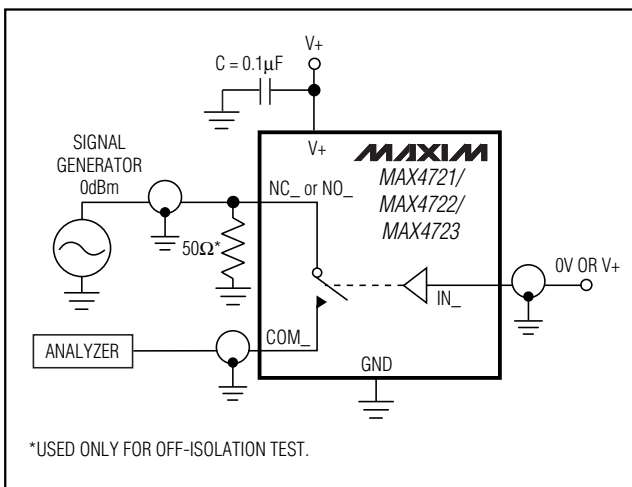 V+
C = 0.1µF
SIGNAL
GENERATOR
0dBm
V+
MAXIM
MAX4721/
MAX4722/
MAX4723
NC_ or NO_
50Ω*
0V OR V+
IN_
COM_
ANALYZER
GND
*USED ONLY FOR OFF-ISOLATION TEST.